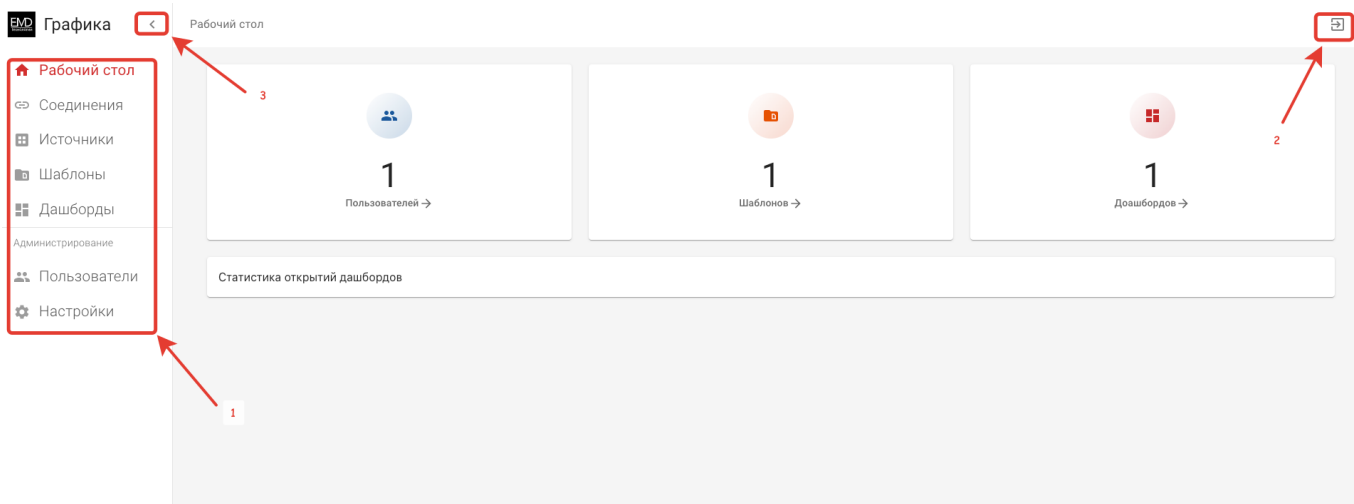 EMD Графика
Рабочий стол
Рабочий стол
Соединения
Источники
Шаблоны
Дашборды
Администрирование
Пользователи
Настройки
1
Пользователей
1
Шаблонов
1
Доашбордов
Статистика открытий дашбордов
3
2
1